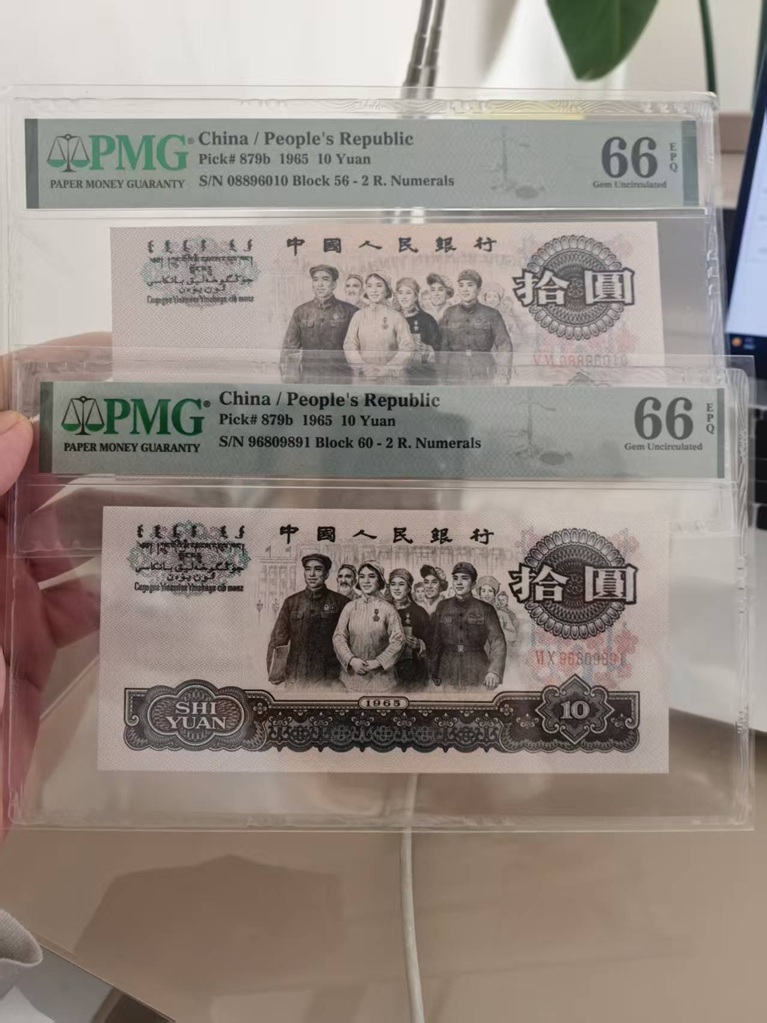 PMG
PAPER MONEY GUARANTY
China / People's Republic
Pick# 879b 1965 10 Yuan
S/N 08896010 Block 56 - 2 R. Numerals
66 EPQ
Gem Uncirculated
中國人民銀行
拾圓
PMG
PAPER MONEY GUARANTY
China / People's Republic
Pick# 879b 1965 10 Yuan
S/N 96809891 Block 60 - 2 R. Numerals
66 EPQ
Gem Uncirculated
中國人民銀行
拾圓
VI X 96809891
1965
SHI
YUAN
10